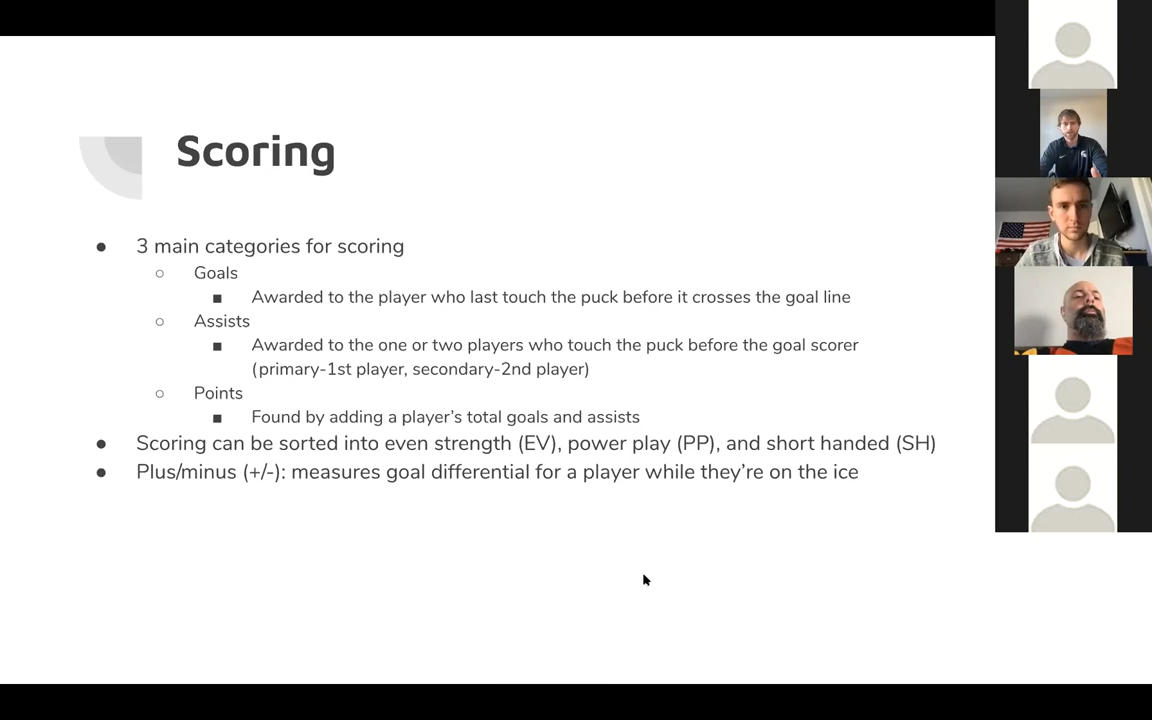 Scoring
● 3 main categories for scoring
○ Goals
■ Awarded to the player who last touch the puck before it crosses the goal line
○ Assists
■ Awarded to the one or two players who touch the puck before the goal scorer
(primary-1st player, secondary-2nd player)
○ Points
■ Found by adding a player’s total goals and assists
● Scoring can be sorted into even strength (EV), power play (PP), and short handed (SH)
● Plus/minus (+/-): measures goal differential for a player while they’re on the ice